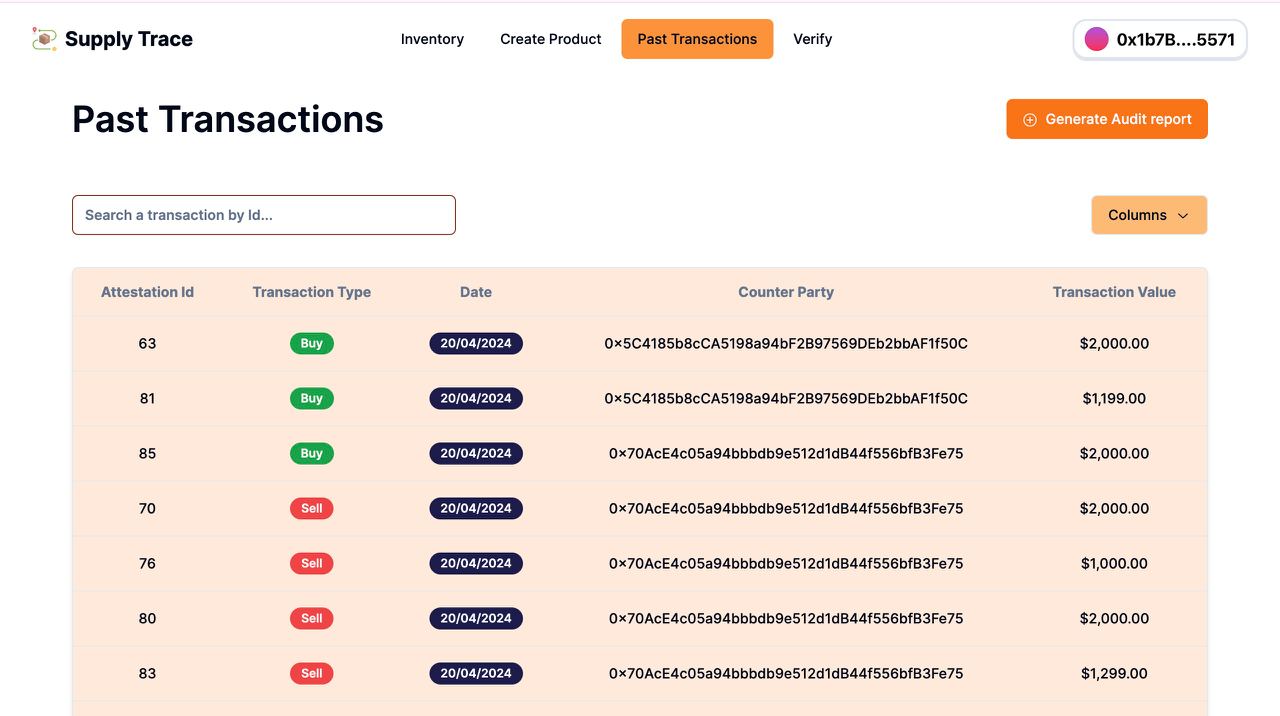 Supply Trace Inventory Create Product Past Transactions Verify 0x1b7B....5571
Past Transactions Generate Audit report
Search a transaction by Id... Columns
Attestation Id Transaction Type Date Counter Party Transaction Value
63 Buy 20/04/2024 0x5C4185b8cCA5198a94bF2B97569DEb2bbAF1f50C $2,000.00
81 Buy 20/04/2024 0x5C4185b8cCA5198a94bF2B97569DEb2bbAF1f50C $1,199.00
85 Buy 20/04/2024 0x70AcE4c05a94bbbdb9e512d1dB44f556bfB3Fe75 $2,000.00
70 Sell 20/04/2024 0x70AcE4c05a94bbbdb9e512d1dB44f556bfB3Fe75 $2,000.00
76 Sell 20/04/2024 0x70AcE4c05a94bbbdb9e512d1dB44f556bfB3Fe75 $1,000.00
80 Sell 20/04/2024 0x70AcE4c05a94bbbdb9e512d1dB44f556bfB3Fe75 $2,000.00
83 Sell 20/04/2024 0x70AcE4c05a94bbbdb9e512d1dB44f556bfB3Fe75 $1,299.00